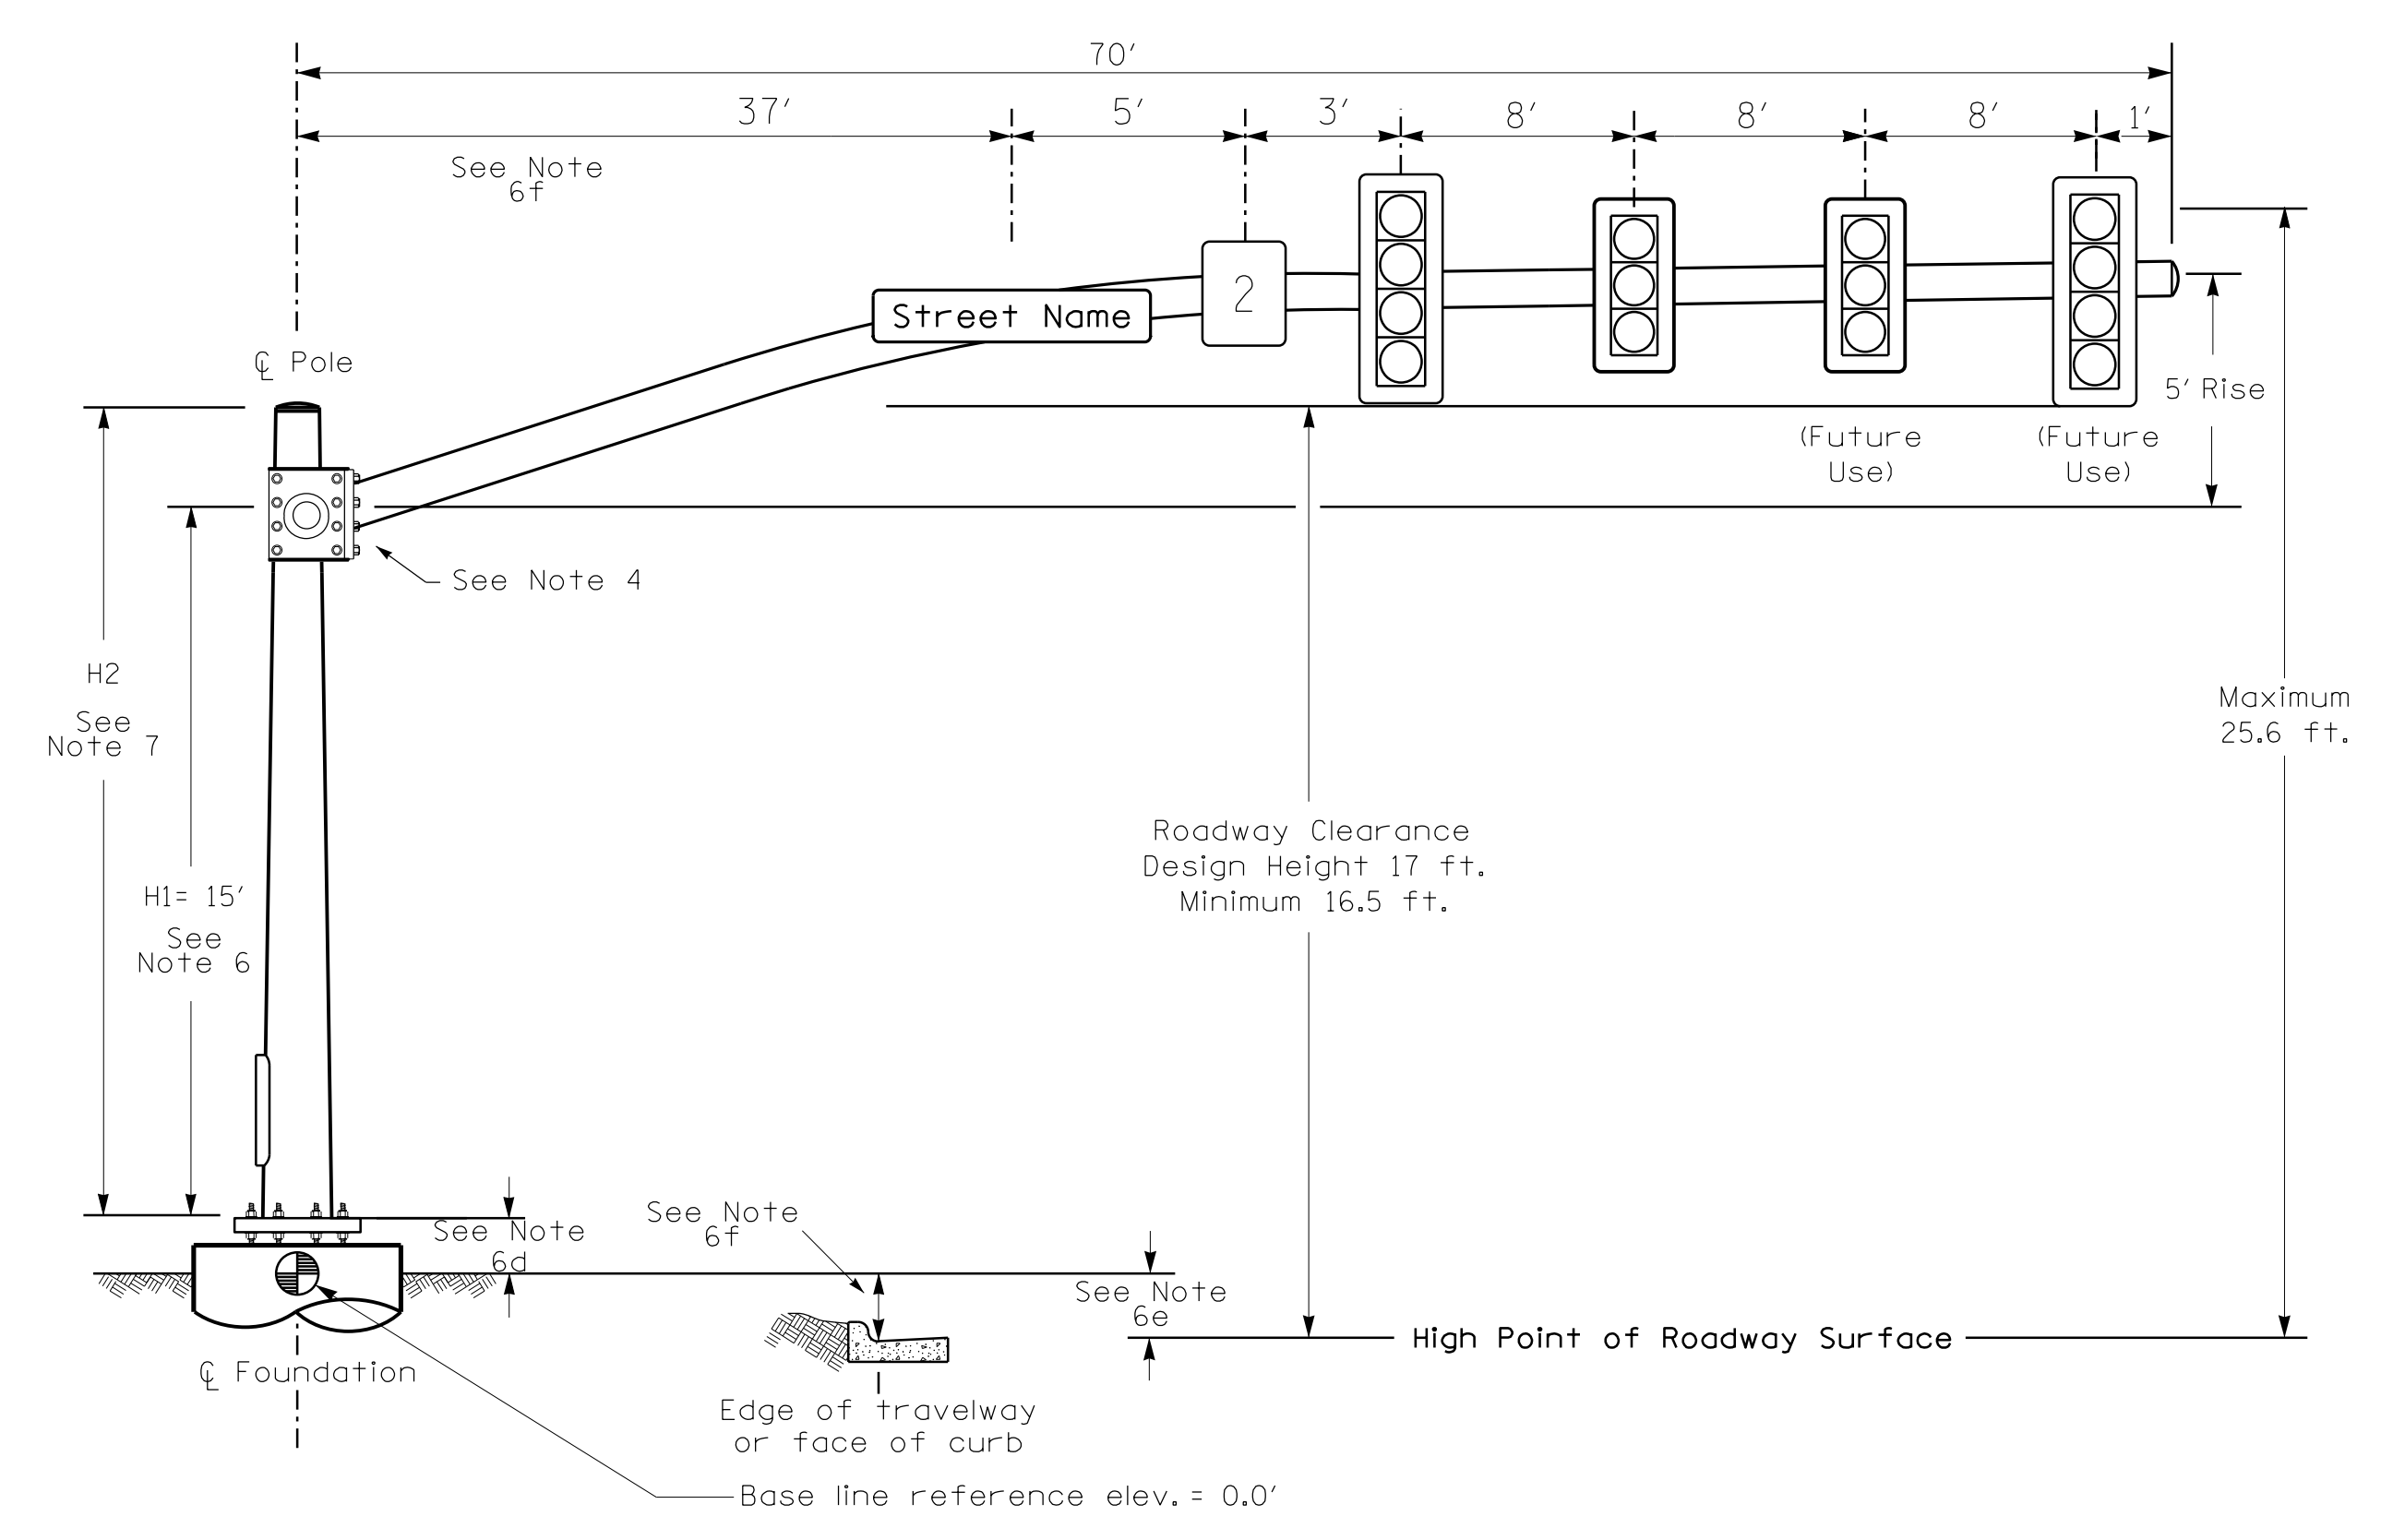 70'
37'
5'
3'
8'
8'
8'
1'
See Note
6f
Street Name
2
℄ Pole
5' Rise
(Future
Use)
(Future
Use)
See Note 4
H2
See
Note 7
Maximum
25.6 ft.
Roadway Clearance
Design Height 17 ft.
Minimum 16.5 ft.
H1= 15'
See
Note 6
See Note
6d
See Note
6f
See Note
6e
High Point of Roadway Surface
℄ Foundation
Edge of travelway
or face of curb
Base line reference elev. = 0.0'